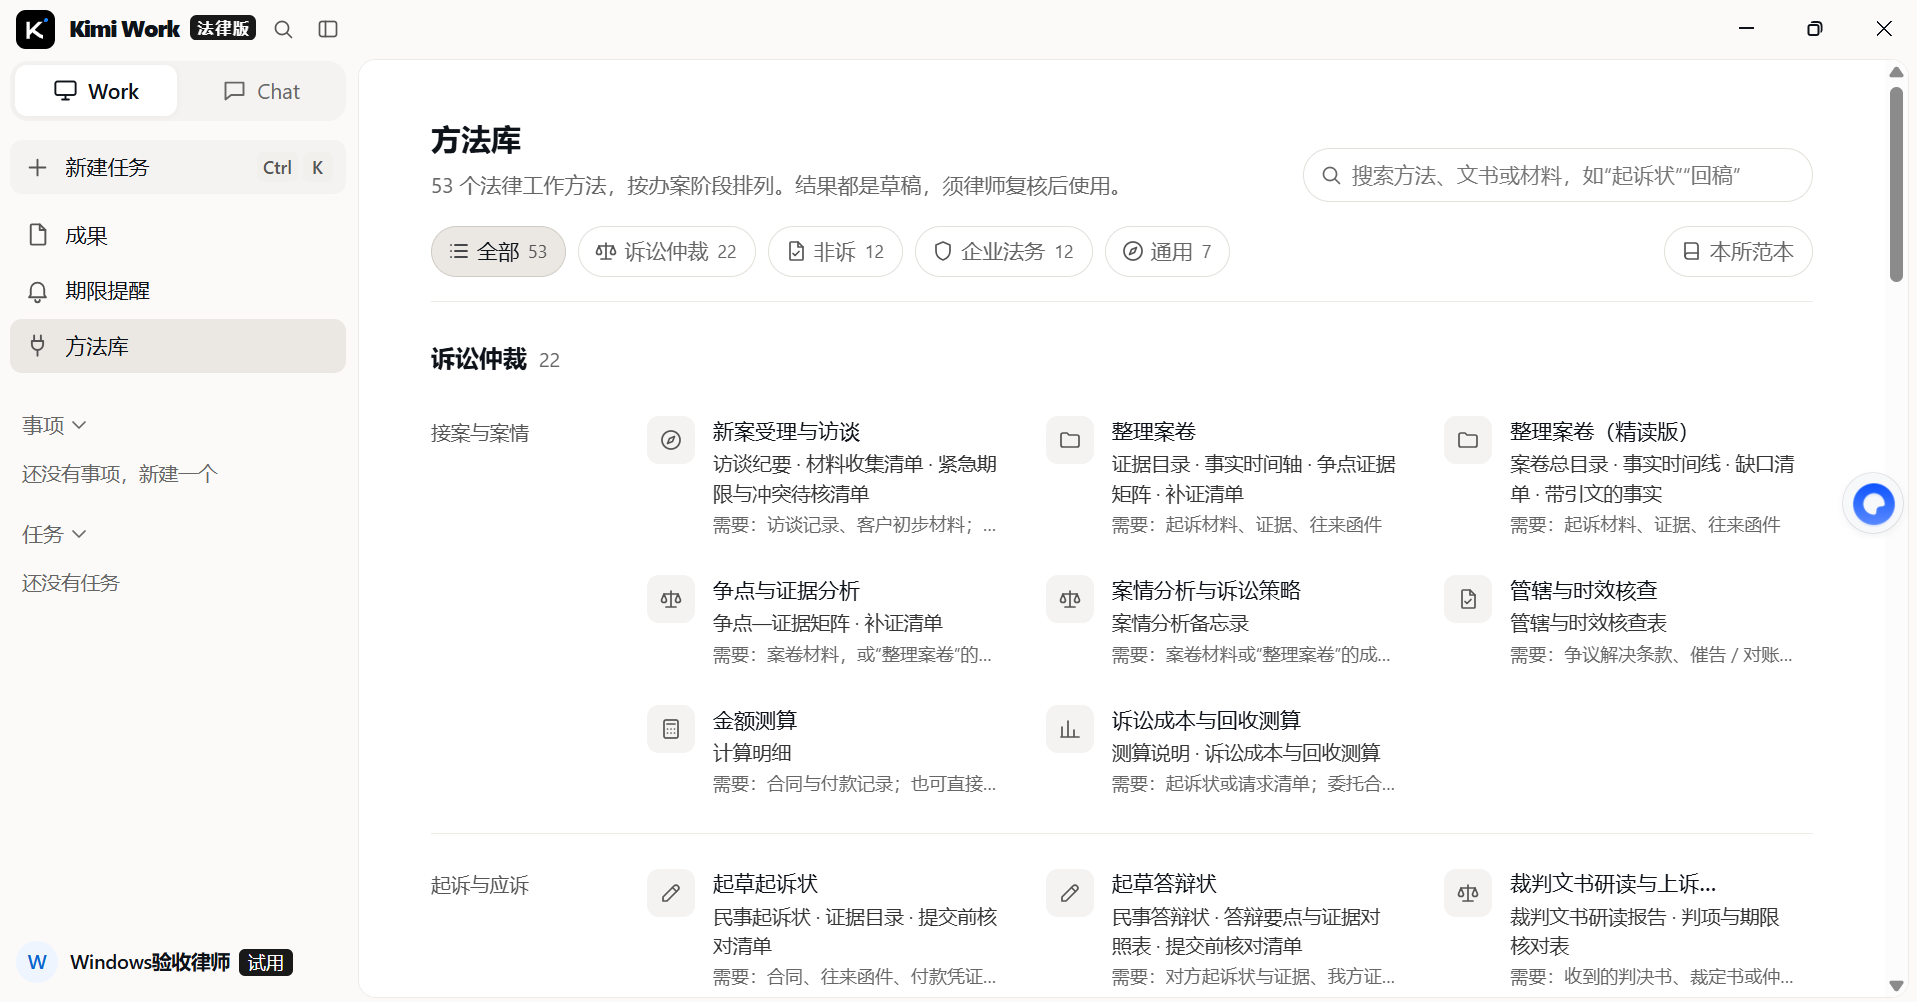 Kimi Work 法律版
Work
Chat
新建任务 Ctrl K
成果
期限提醒
方法库
事项
还没有事项，新建一个
任务
还没有任务
W Windows验收律师 试用
方法库
53 个法律工作方法，按办案阶段排列。结果都是草稿，须律师复核后使用。
搜索方法、文书或材料，如“起诉状”“回稿”
全部 53
诉讼仲裁 22
非诉 12
企业法务 12
通用 7
本所范本
诉讼仲裁 22
接案与案情
新案受理与访谈
访谈纪要 · 材料收集清单 · 紧急期
限与冲突待核清单
需要：访谈记录、客户初步材料；...
整理案卷
证据目录 · 事实时间轴 · 争点证据
矩阵 · 补证清单
需要：起诉材料、证据、往来函件
整理案卷（精读版）
案卷总目录 · 事实时间线 · 缺口清
单 · 带引文的事实
需要：起诉材料、证据、往来函件
争点与证据分析
争点—证据矩阵 · 补证清单
需要：案卷材料，或“整理案卷”的...
案情分析与诉讼策略
案情分析备忘录
需要：案卷材料或“整理案卷”的成...
管辖与时效核查
管辖与时效核查表
需要：争议解决条款、催告 / 对账...
金额测算
计算明细
需要：合同与付款记录；也可直接...
诉讼成本与回收测算
测算说明 · 诉讼成本与回收测算
需要：起诉状或请求清单；委托合...
起诉与应诉
起草起诉状
民事起诉状 · 证据目录 · 提交前核
对清单
需要：合同、往来函件、付款凭证...
起草答辩状
民事答辩状 · 答辩要点与证据对
照表 · 提交前核对清单
需要：对方起诉状与证据、我方证...
裁判文书研读与上诉...
裁判文书研读报告 · 判项与期限
核对表
需要：收到的判决书、裁定书或仲...